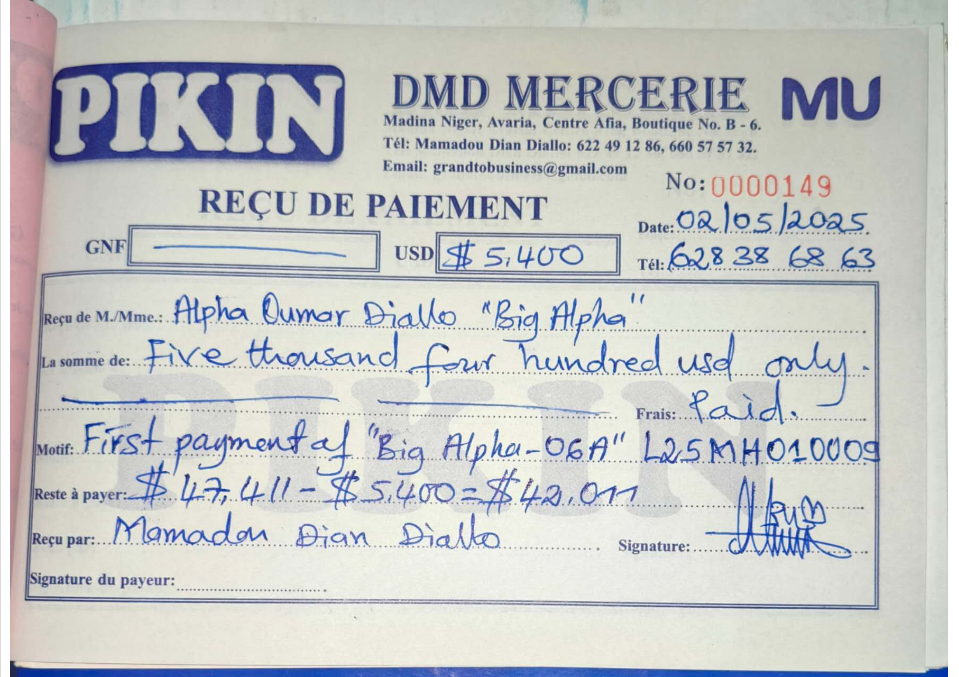 PIKIN
DMD MERCERIE
MU
Madina Niger, Avaria, Centre Afia, Boutique No. B - 6.
Tél: Mamadou Dian Diallo: 622 49 12 86, 660 57 57 32.
Email: grandtobusiness@gmail.com
No: 0000149
REÇU DE PAIEMENT
Date: 02/05/2025
GNF
USD $ 5,400
Tél: 628 38 68 63
Reçu de M./Mme.: Alpha Oumar Diallo "Big Alpha"
La somme de: Five thousand four hundred usd only.
Frais: Paid.
Motif: First payment of "Big Alpha-06A" L25MH010009
Reste à payer: $ 47,411 - $ 5,400 = $ 42,011
Reçu par: Mamadou Dian Diallo
Signature:
Signature du payeur:
PIKIN